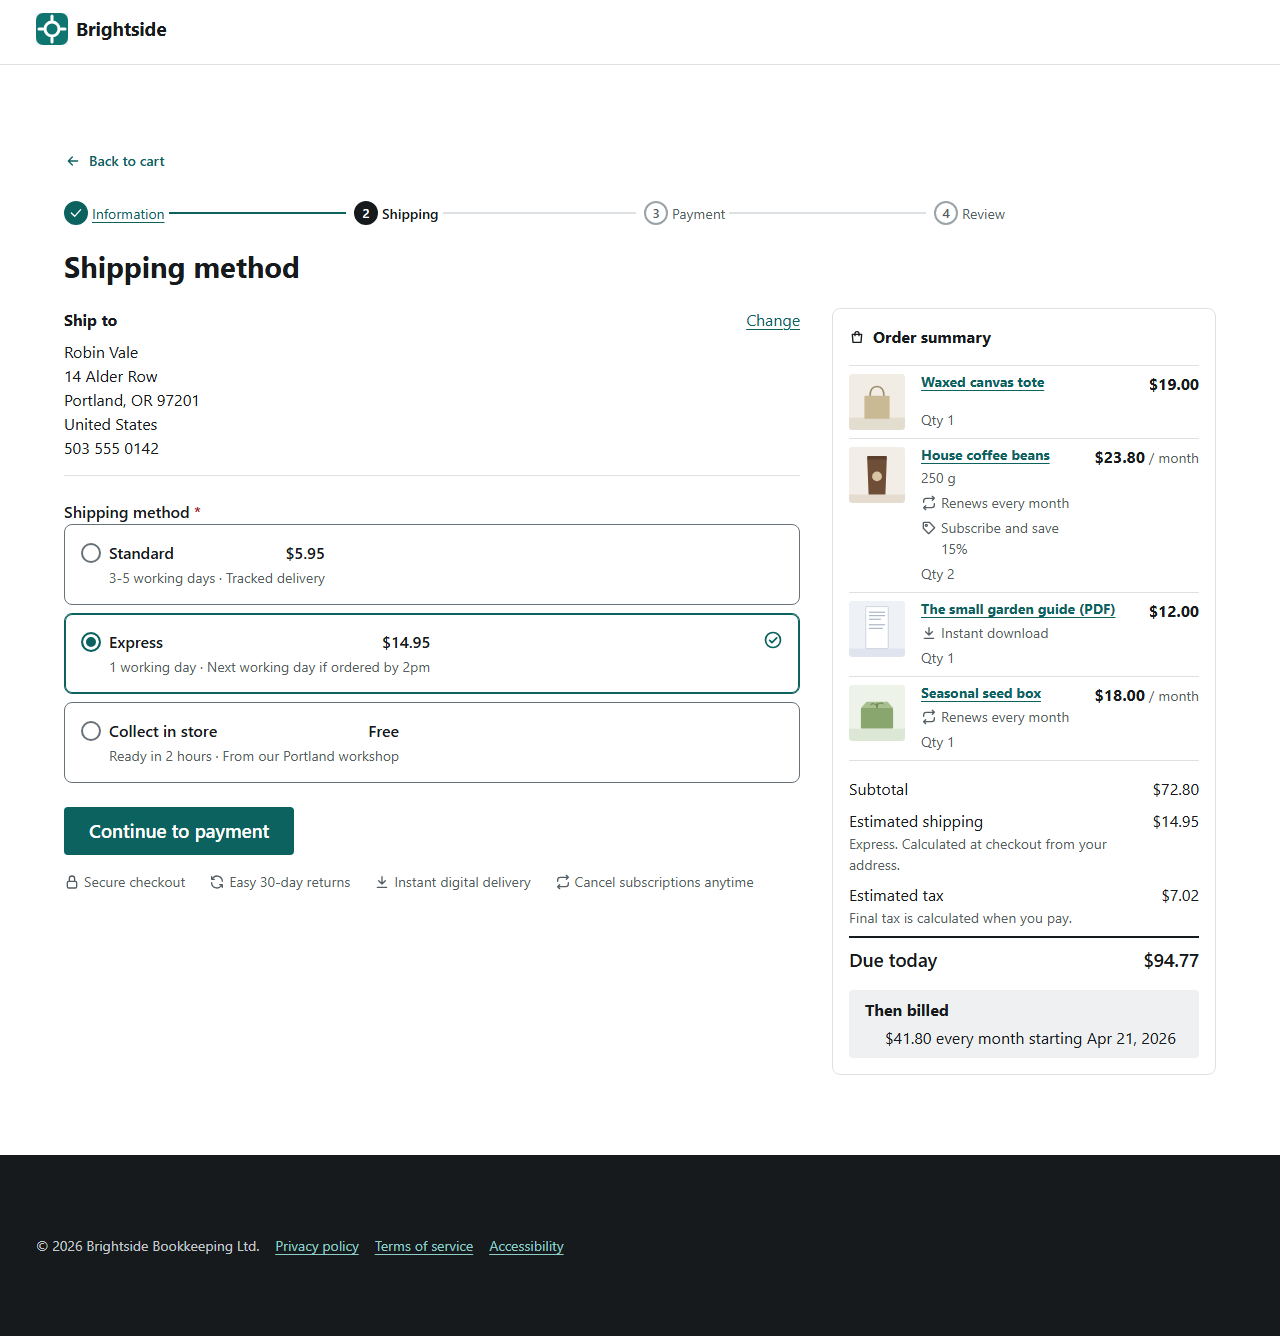 Brightside
Back to cart
Information
2 Shipping
3 Payment
4 Review
Shipping method
Ship to
Change
Robin Vale
14 Alder Row
Portland, OR 97201
United States
503 555 0142
Shipping method *
Standard $5.95
3-5 working days · Tracked delivery
Express $14.95
1 working day · Next working day if ordered by 2pm
Collect in store Free
Ready in 2 hours · From our Portland workshop
Continue to payment
Secure checkout
Easy 30-day returns
Instant digital delivery
Cancel subscriptions anytime
Order summary
Waxed canvas tote $19.00
Qty 1
House coffee beans $23.80 / month
250 g
Renews every month
Subscribe and save
15%
Qty 2
The small garden guide (PDF) $12.00
Instant download
Qty 1
Seasonal seed box $18.00 / month
Renews every month
Qty 1
Subtotal $72.80
Estimated shipping $14.95
Express. Calculated at checkout from your
address.
Estimated tax $7.02
Final tax is calculated when you pay.
Due today $94.77
Then billed
$41.80 every month starting Apr 21, 2026
© 2026 Brightside Bookkeeping Ltd. Privacy policy Terms of service Accessibility